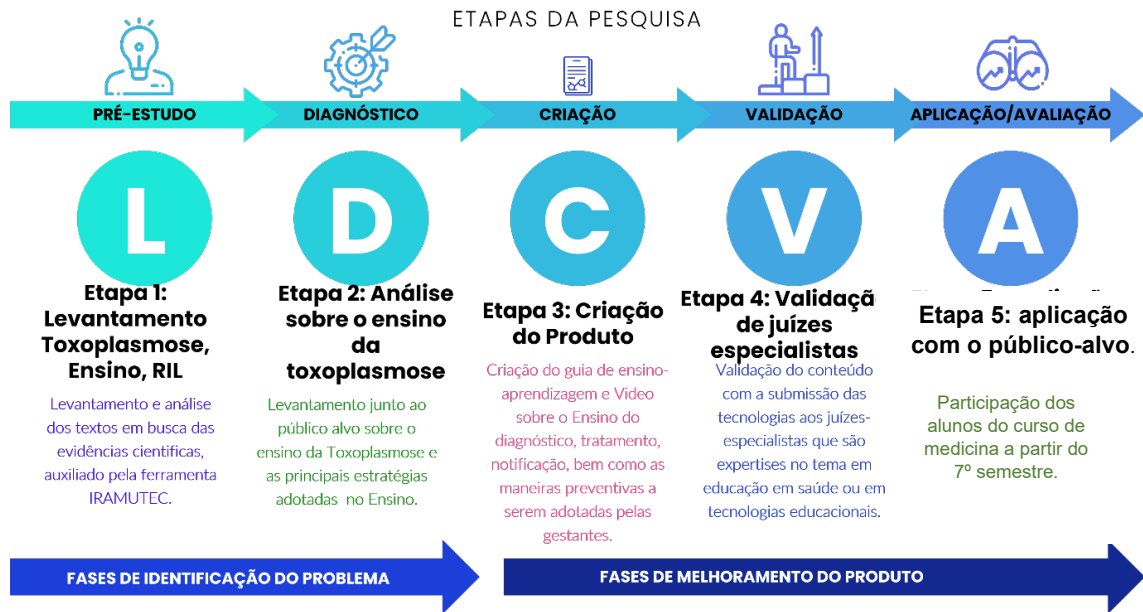 ETAPAS DA PESQUISA
PRÉ-ESTUDO
DIAGNÓSTICO
CRIAÇÃO
VALIDAÇÃO
APLICAÇÃO/AVALIAÇÃO
L
D
C
V
A
Etapa 1:
Levantamento
Toxoplasmose,
Ensino, RIL
Levantamento e análise
dos textos em busca das
evidências cientificas,
auxiliado pela ferramenta
IRAMUTEC.
Etapa 2: Análise
sobre o ensino
da
toxoplasmose
Levantamento junto ao
público alvo sobre o
ensino da Toxoplasmose e
as principais estratégias
adotadas no Ensino.
Etapa 3: Criação
do Produto
Criação do guia de ensino-
aprendizagem e Video
sobre o Ensino do
diagnóstico, tratamento,
notificação, bem como as
maneiras preventivas a
serem adotadas pelas
gestantes.
Etapa 4: Validaçã
de juízes
especialistas
Validação do conteúdo
com a submissão das
tecnologias aos juízes-
especialistas que são
expertises no tema em
educação em saúde ou em
tecnologias educacionais.
Etapa 5: aplicação
com o público-alvo.
Participação dos
alunos do curso de
medicina a partir do
7º semestre.
FASES DE IDENTIFICAÇÃO DO PROBLEMA
FASES DE MELHORAMENTO DO PRODUTO